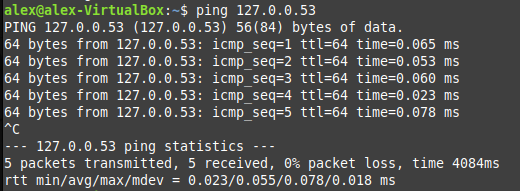 alex@alex-VirtualBox:~$ ping 127.0.0.53
PING 127.0.0.53 (127.0.0.53) 56(84) bytes of data.
64 bytes from 127.0.0.53: icmp_seq=1 ttl=64 time=0.065 ms
64 bytes from 127.0.0.53: icmp_seq=2 ttl=64 time=0.053 ms
64 bytes from 127.0.0.53: icmp_seq=3 ttl=64 time=0.060 ms
64 bytes from 127.0.0.53: icmp_seq=4 ttl=64 time=0.023 ms
64 bytes from 127.0.0.53: icmp_seq=5 ttl=64 time=0.078 ms
^C
--- 127.0.0.53 ping statistics ---
5 packets transmitted, 5 received, 0% packet loss, time 4084ms
rtt min/avg/max/mdev = 0.023/0.055/0.078/0.018 ms